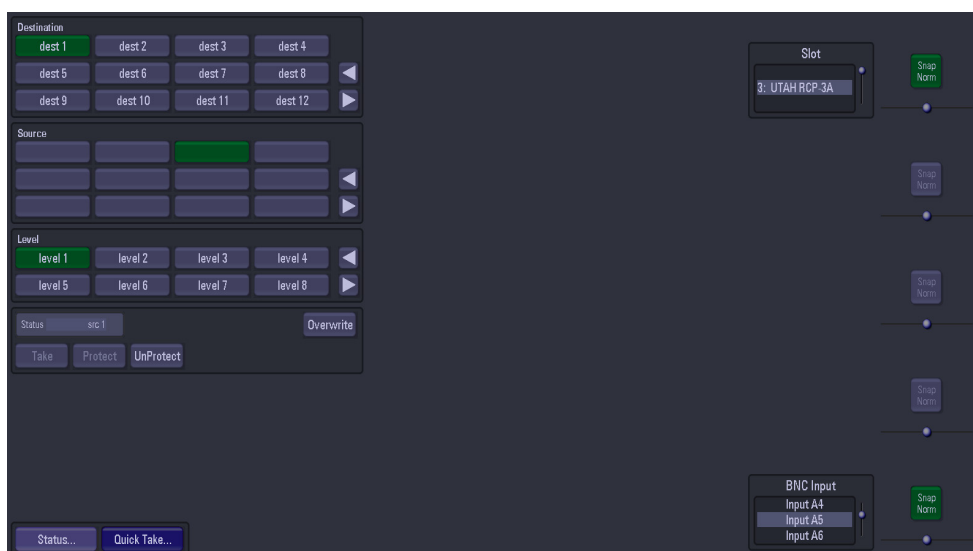 Destination
dest 1 dest 2 dest 3 dest 4
dest 5 dest 6 dest 7 dest 8
dest 9 dest 10 dest 11 dest 12
Source
Level
level 1 level 2 level 3 level 4
level 5 level 6 level 7 level 8
Status src 1 Overwrite
Take Protect UnProtect
Status... Quick Take...
Slot
3: UTAH RCP-3A
Snap
Norm
Snap
Norm
Snap
Norm
Snap
Norm
BNC Input
Input A4
Input A5
Input A6
Snap
Norm